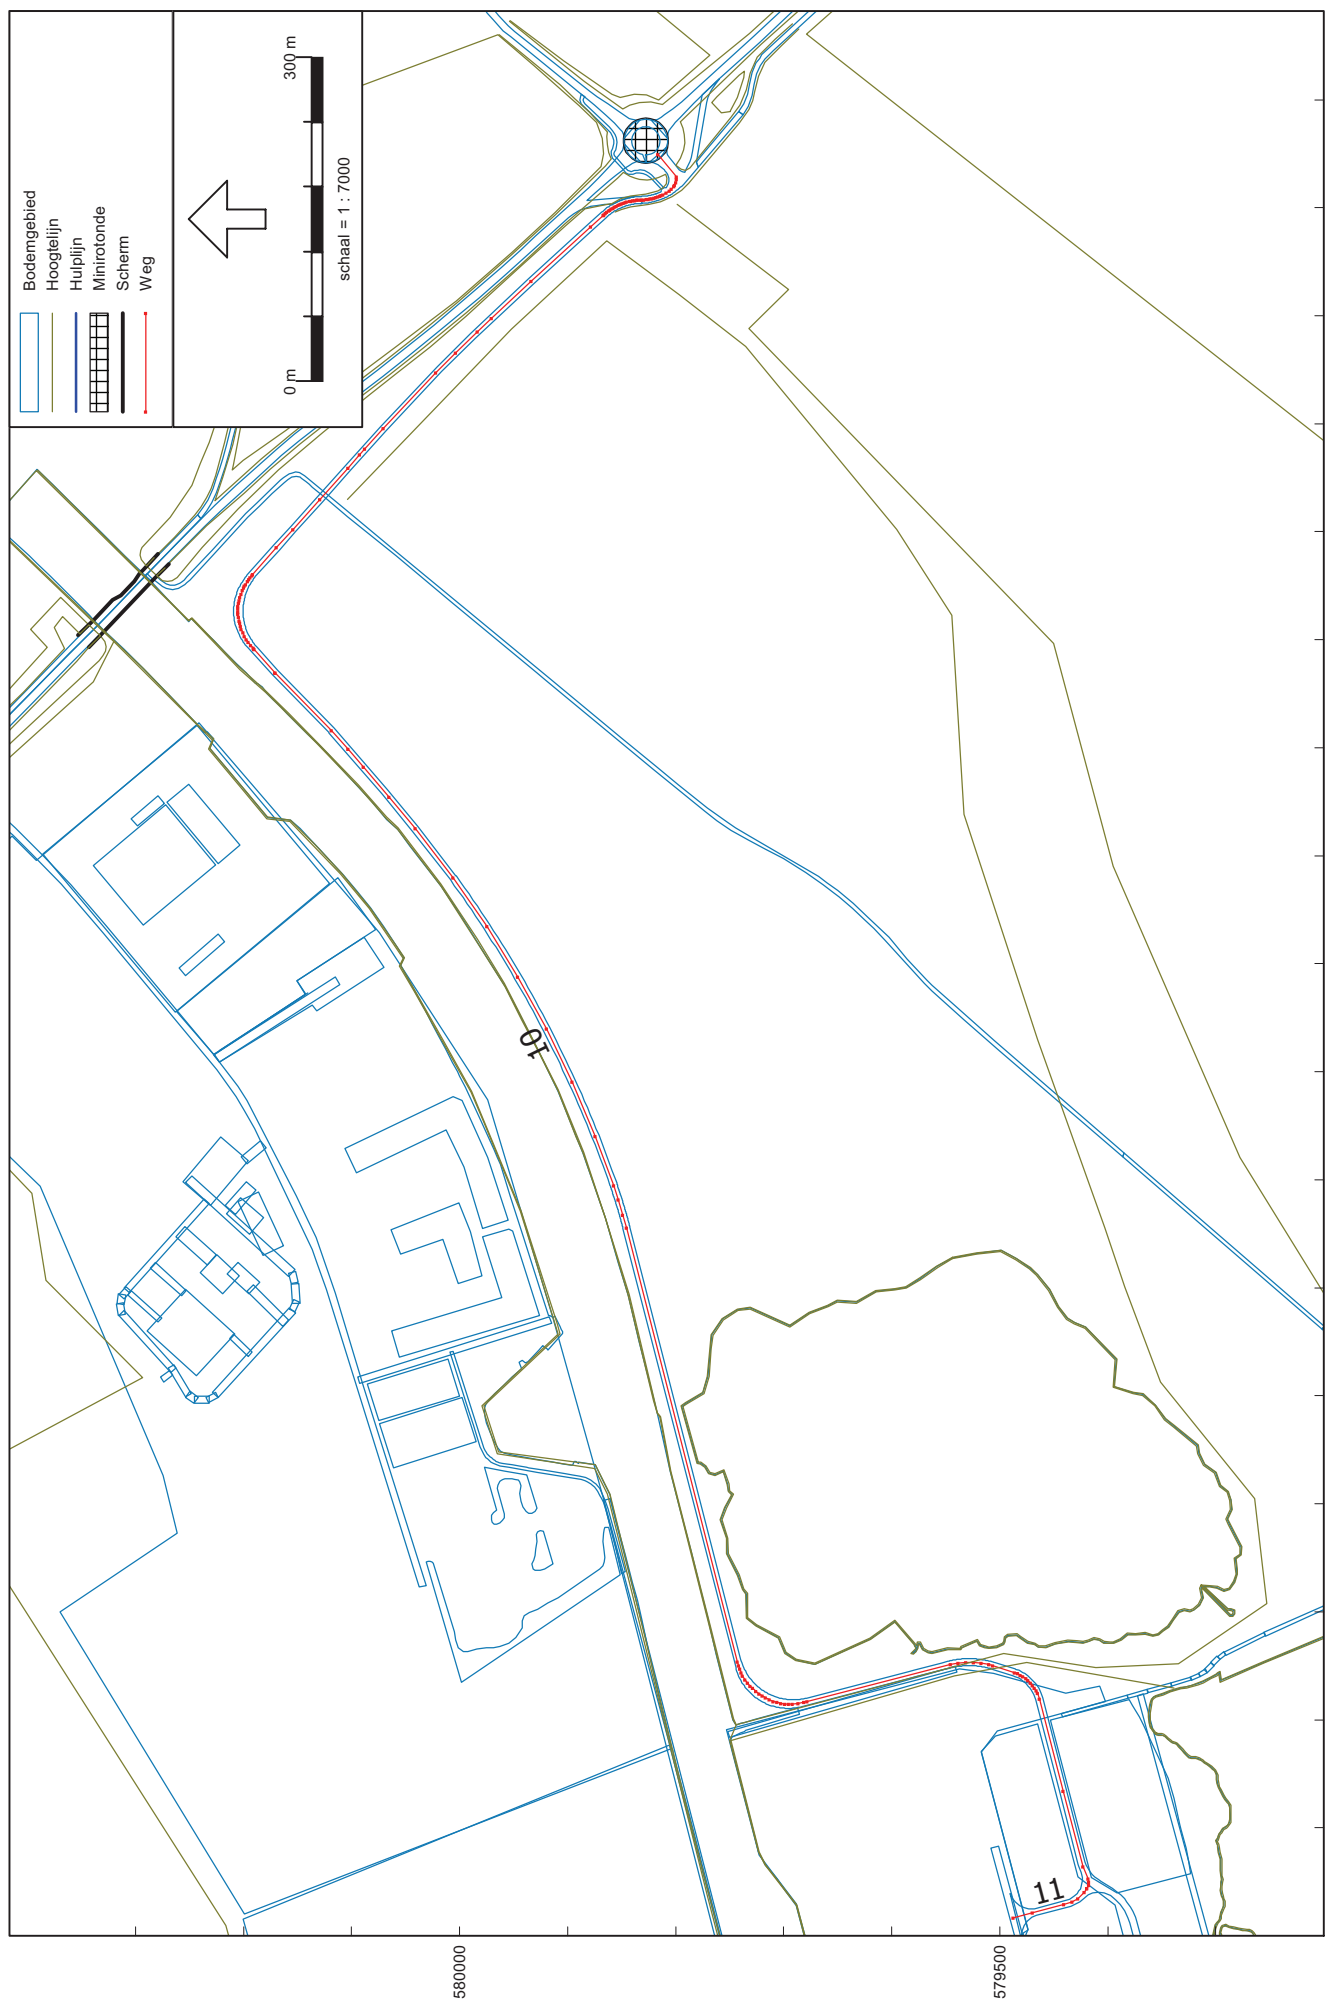 Bodemgebied
Hoogtelijn
Hulplijn
Minirotonde
Scherm
Weg
0 m
300 m
schaal = 1 : 7000
10
11
580000
579500